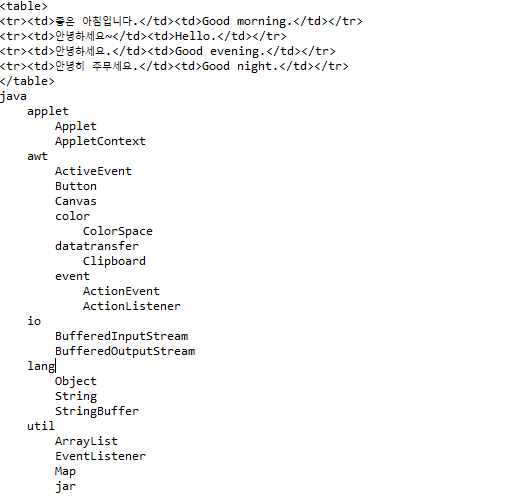 <table>
<tr><td>좋은 아침입니다.</td><td>Good morning.</td></tr>
<tr><td>안녕하세요~</td><td>Hello.</td></tr>
<tr><td>안녕하세요.</td><td>Good evening.</td></tr>
<tr><td>안녕히 주무세요.</td><td>Good night.</td></tr>
</table>
java
    applet
        Applet
        AppletContext
    awt
        ActiveEvent
        Button
        Canvas
        color
            ColorSpace
        datatransfer
            Clipboard
        event
            ActionEvent
            ActionListener
    io
        BufferedInputStream
        BufferedOutputStream
    lang
        Object
        String
        StringBuffer
    util
        ArrayList
        EventListener
        Map
        jar